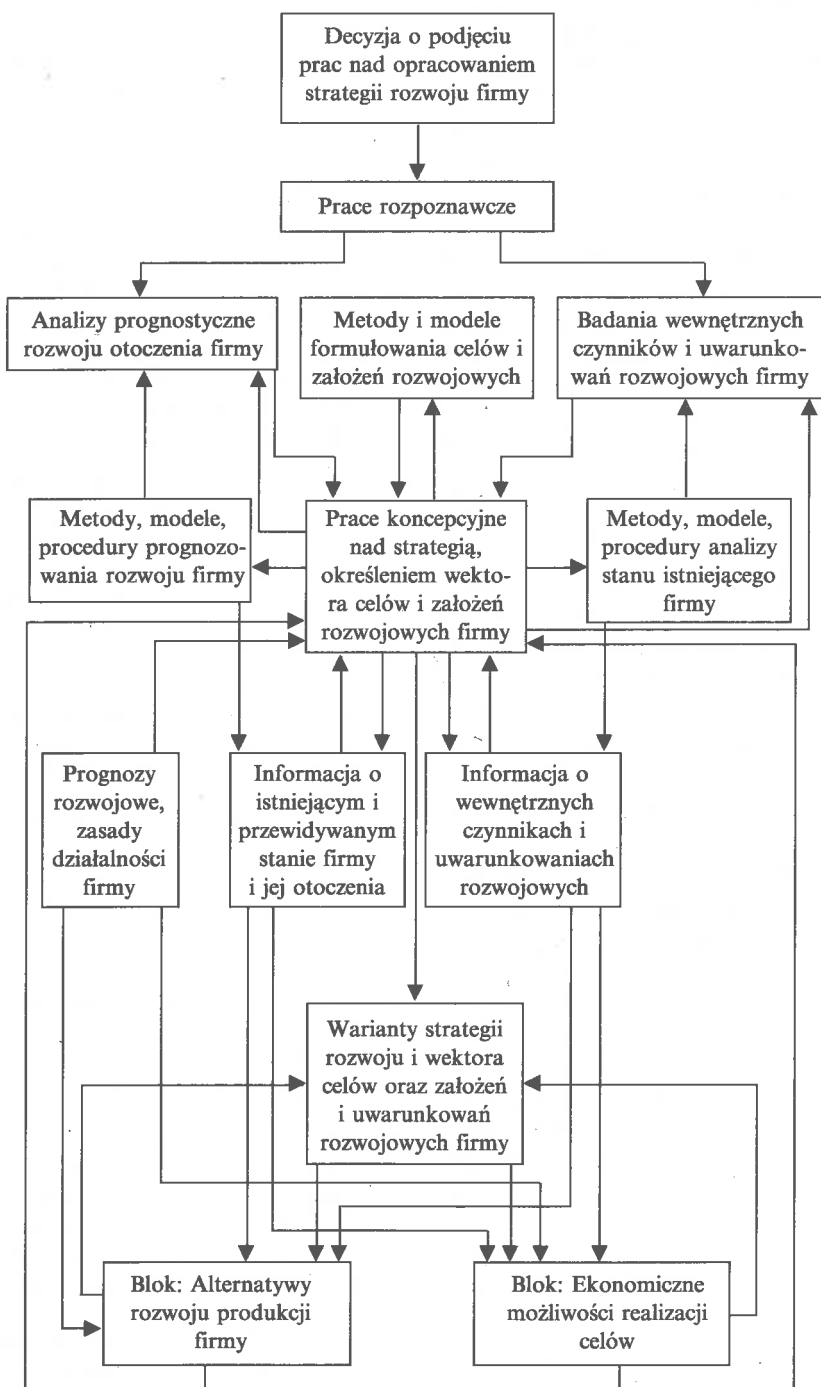 Decyzja o podjęciu
prac nad opracowaniem
strategii rozwoju firmy
Prace rozpoznawcze
Analizy prognostyczne
rozwoju otoczenia firmy
Metody i modele
formułowania celów i
założeń rozwojowych
Badania wewnętrznych
czynników i uwarunko-
wań rozwojowych firmy
Metody, modele,
procedury prognozo-
wania rozwoju firmy
Prace koncepcyjne
nad strategią,
określeniem wekto-
ra celów i założeń
rozwojowych firmy
Metody, modele,
procedury analizy
stanu istniejącego
firmy
Prognozy
rozwojowe,
zasady
działalności
firmy
Informacja o
istniejącym i
przewidywanym
stanie firmy
i jej otoczenia
Informacja o
wewnętrznych
czynnikach i
uwarunkowaniach
rozwojowych
Warianty strategii
rozwoju i wektora
celów oraz założeń
i uwarunkowań
rozwojowych firmy
Blok: Alternatywy
rozwoju produkcji
firmy
Blok: Ekonomiczne
możliwości realizacji
celów